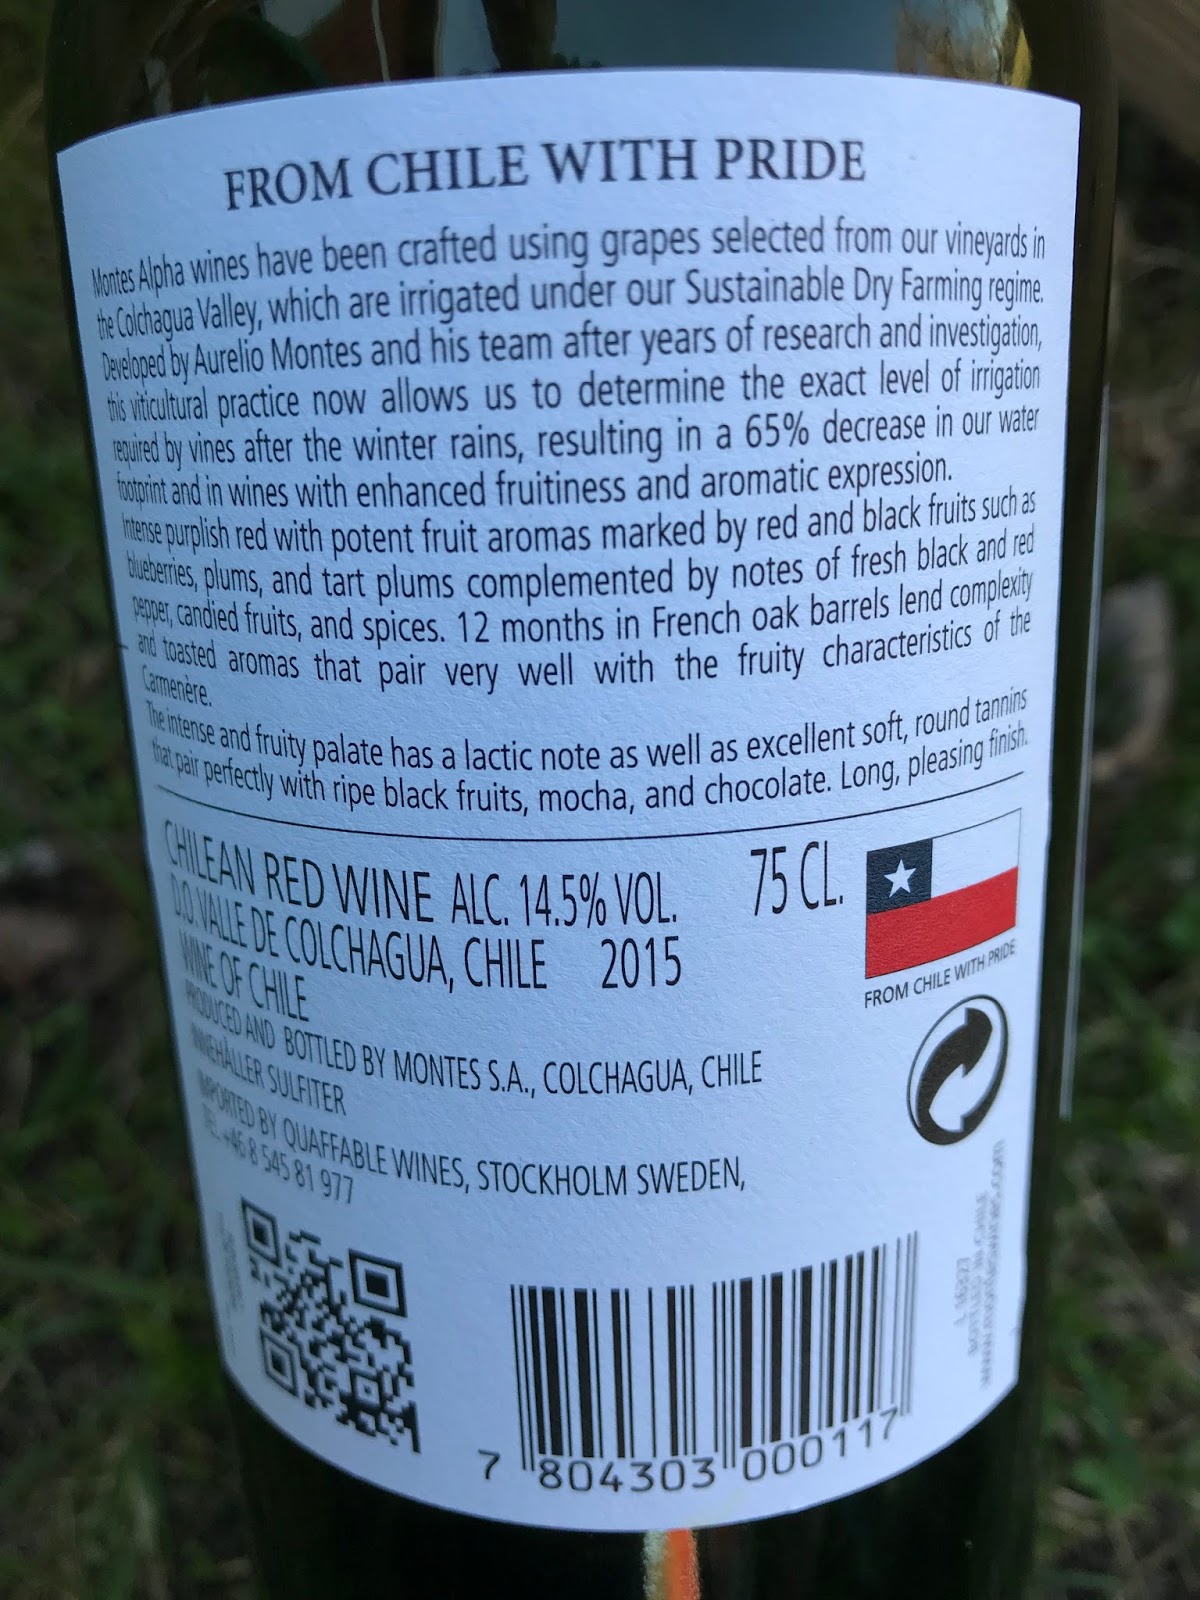 FROM CHILE WITH PRIDE
Montes Alpha wines have been crafted using grapes selected from our vineyards in
the Colchagua Valley, which are irrigated under our Sustainable Dry Farming regime.
Developed by Aurelio Montes and his team after years of research and investigation,
this viticultural practice now allows us to determine the exact level of irrigation
required by vines after the winter rains, resulting in a 65% decrease in our water
footprint and in wines with enhanced fruitiness and aromatic expression.
Intense purplish red with potent fruit aromas marked by red and black fruits such as
blueberries, plums, and tart plums complemented by notes of fresh black and red
pepper, candied fruits, and spices. 12 months in French oak barrels lend complexity
and toasted aromas that pair very well with the fruity characteristics of the
Carmenère.
The intense and fruity palate has a lactic note as well as excellent soft, round tannins
that pair perfectly with ripe black fruits, mocha, and chocolate. Long, pleasing finish.
CHILEAN RED WINE ALC. 14.5% VOL. 75 CL.
D.O. VALLE DE COLCHAGUA, CHILE 2015
WINE OF CHILE
FROM CHILE WITH PRIDE
PRODUCED AND BOTTLED BY MONTES S.A., COLCHAGUA, CHILE
INNEHÅLLER SULFITER
IMPORTED BY QUAFFABLE WINES, STOCKHOLM SWEDEN,
TEL +46 8 545 81 977
BOTTLED IN CHILE
www.monteswines.com
7 804303 000117